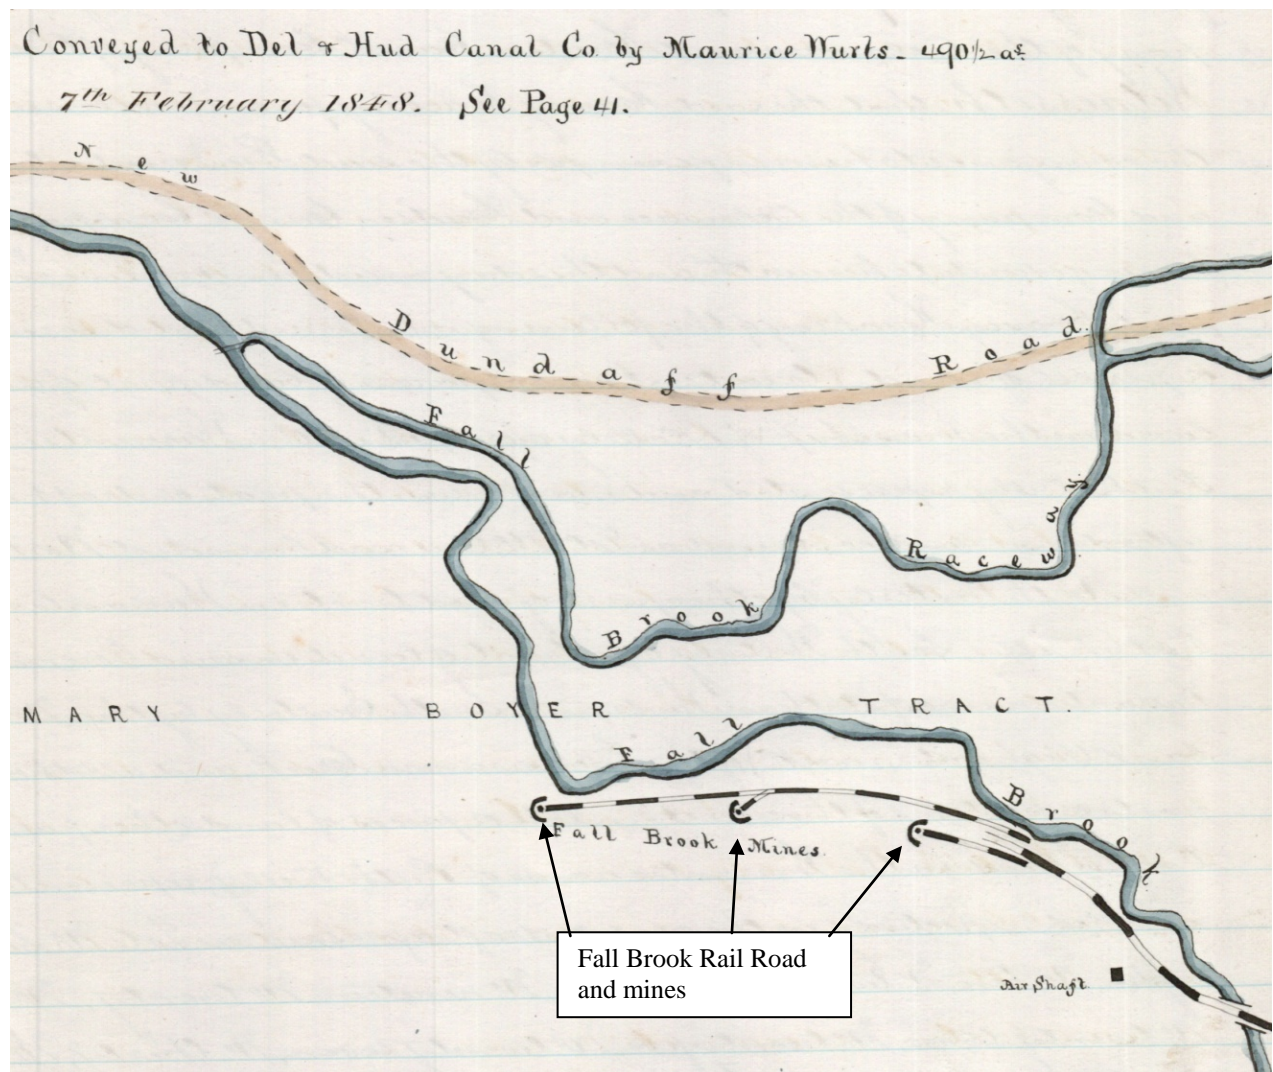 Conveyed to Del & Hud Canal Co by Maurice Wurts - 490 1/2 as
7th February 1848. See Page 41.
New
Dundaff Road
Fall
Raceway
Brook
MARY BOYER TRACT.
Fall
Brook
Fall Brook Mines.
Fall Brook Rail Road
and mines
Air Shaft